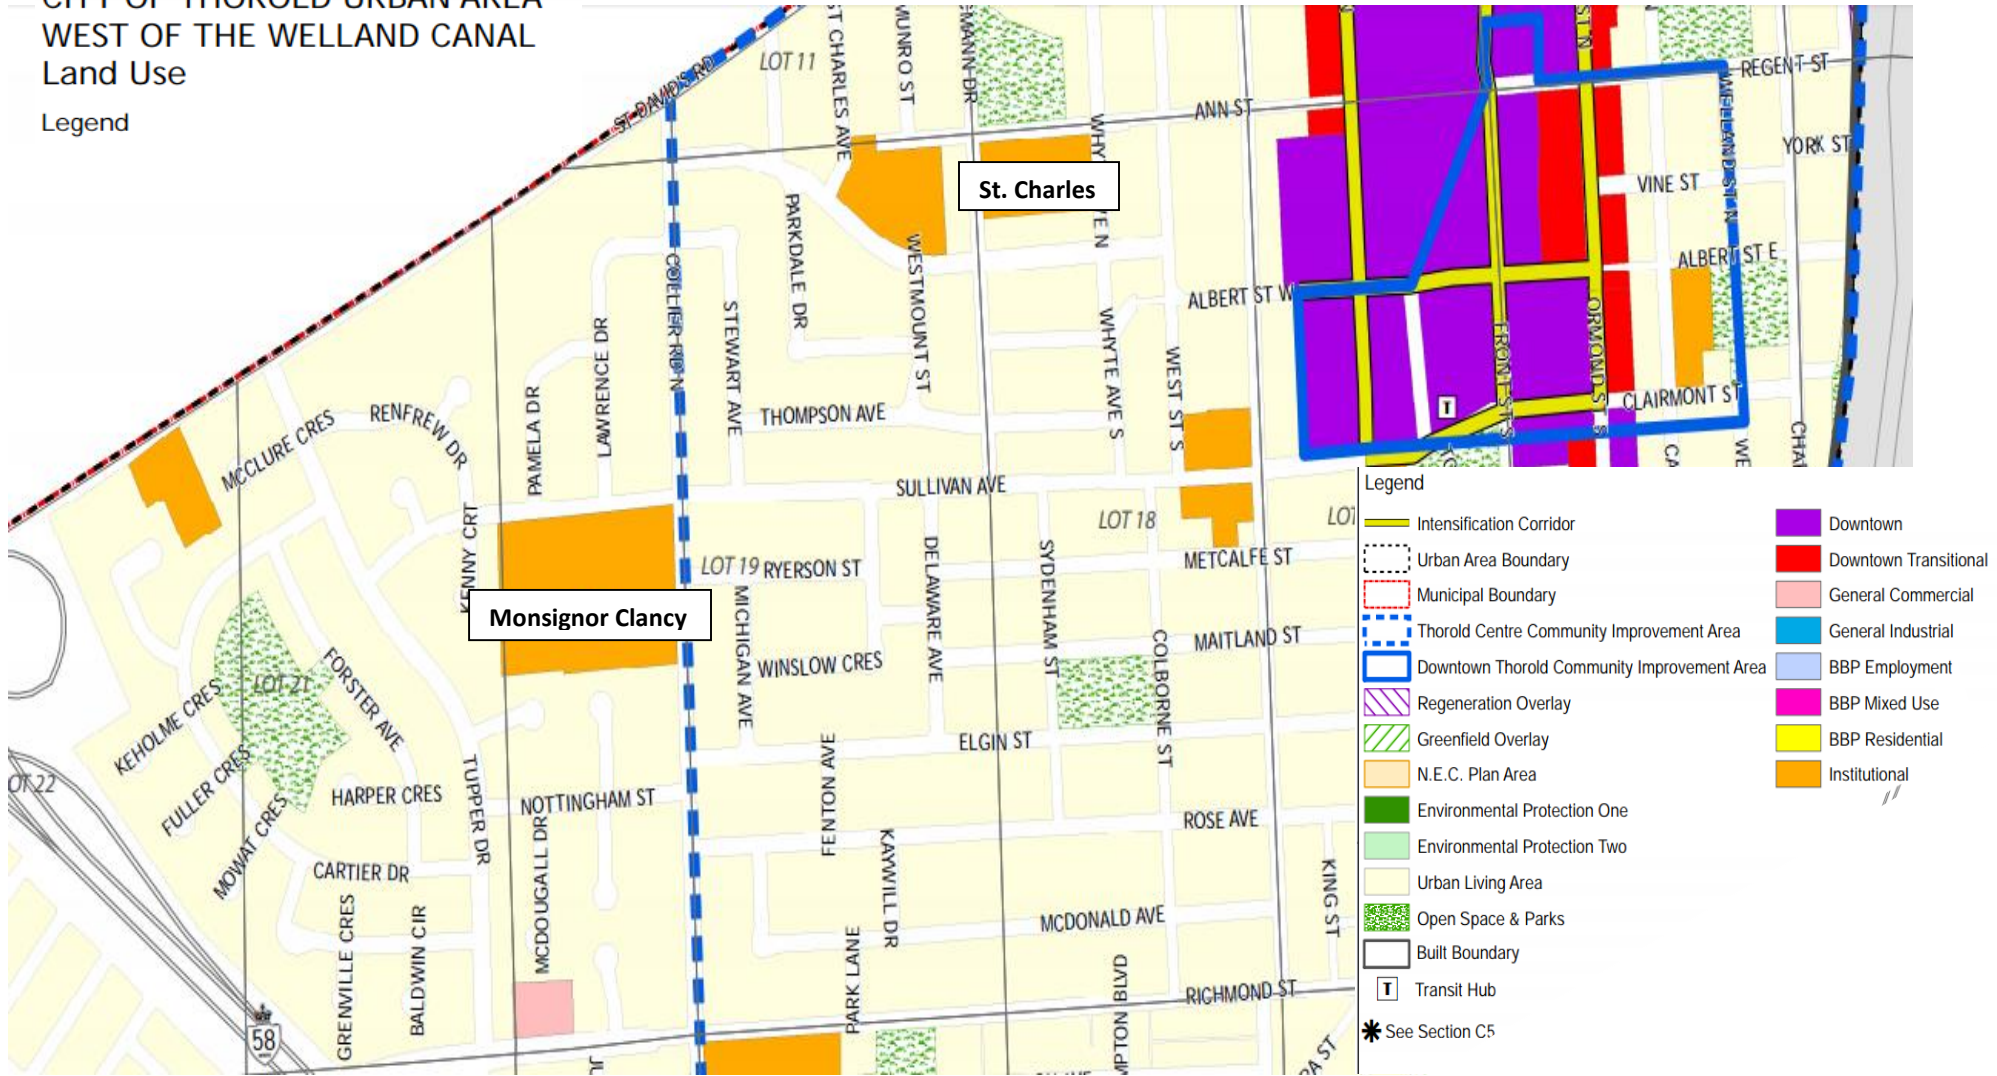 CITY OF THOROLD URBAN AREA
WEST OF THE WELLAND CANAL
Land Use
Legend
ST DAVID'S RD
LOT 11
ST CHARLES AVE
MUNRO ST
ANN ST
REGENT ST
WELLAND ST N
YORK ST
VINE ST
ALBERT ST E
St. Charles
PARKDALE DR
WESTMOUNT ST
COLLIER RD N
STEWART AVE
LAWRENCE DR
PAMELA DR
ALBERT ST W
WHYTE AVE S
WEST ST S
FRONT ST S
ORMOND ST S
T
CLAIRMONT ST
THOMPSON AVE
MCCLURE CRES
RENFREW DR
SULLIVAN AVE
KENNY CRT
LOT 18
LOT 19
RYERSON ST
METCALFE ST
DELAWARE AVE
SYDENHAM ST
Monsignor Clancy
MICHIGAN AVE
WINSLOW CRES
MAITLAND ST
COLBORNE ST
LOT 21
FORSTER AVE
KEHOLME CRES
FULLER CRES
MOWAT CRES
HARPER CRES
TUPPER DR
NOTTINGHAM ST
ELGIN ST
FENTON AVE
KAYWILL DR
ROSE AVE
CARTIER DR
GRENVILLE CRES
BALDWIN CIR
MCDOUGALL DR
MCDONALD AVE
KING ST
PARK LANE
RICHMOND ST
58
Legend
Intensification Corridor
Urban Area Boundary
Municipal Boundary
Thorold Centre Community Improvement Area
Downtown Thorold Community Improvement Area
Regeneration Overlay
Greenfield Overlay
N.E.C. Plan Area
Environmental Protection One
Environmental Protection Two
Urban Living Area
Open Space & Parks
Built Boundary
T Transit Hub
See Section C5
Downtown
Downtown Transitional
General Commercial
General Industrial
BBP Employment
BBP Mixed Use
BBP Residential
Institutional